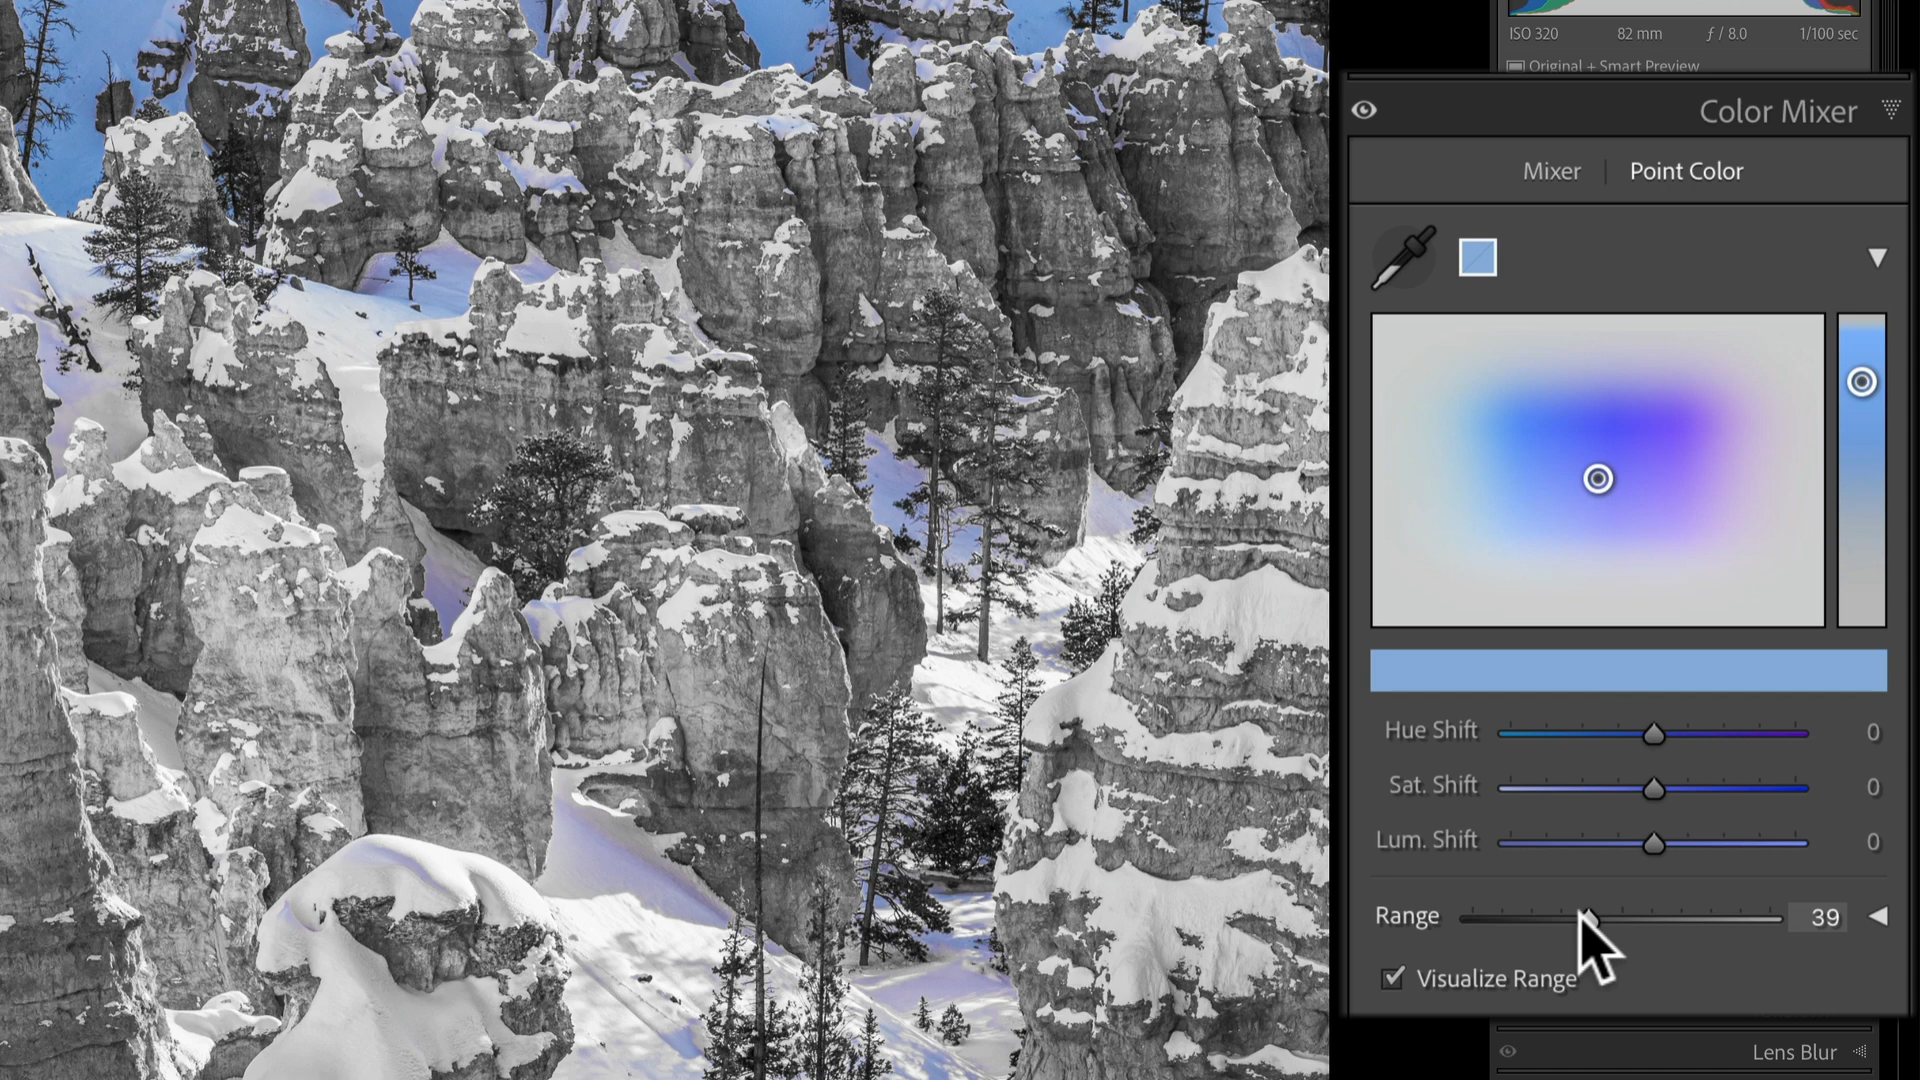 ISO 320 82 mm ƒ / 8.0 1/100 sec
Original + Smart Preview
Color Mixer
Mixer | Point Color
Hue Shift 0
Sat. Shift 0
Lum. Shift 0
Range 39
Visualize Range
Lens Blur